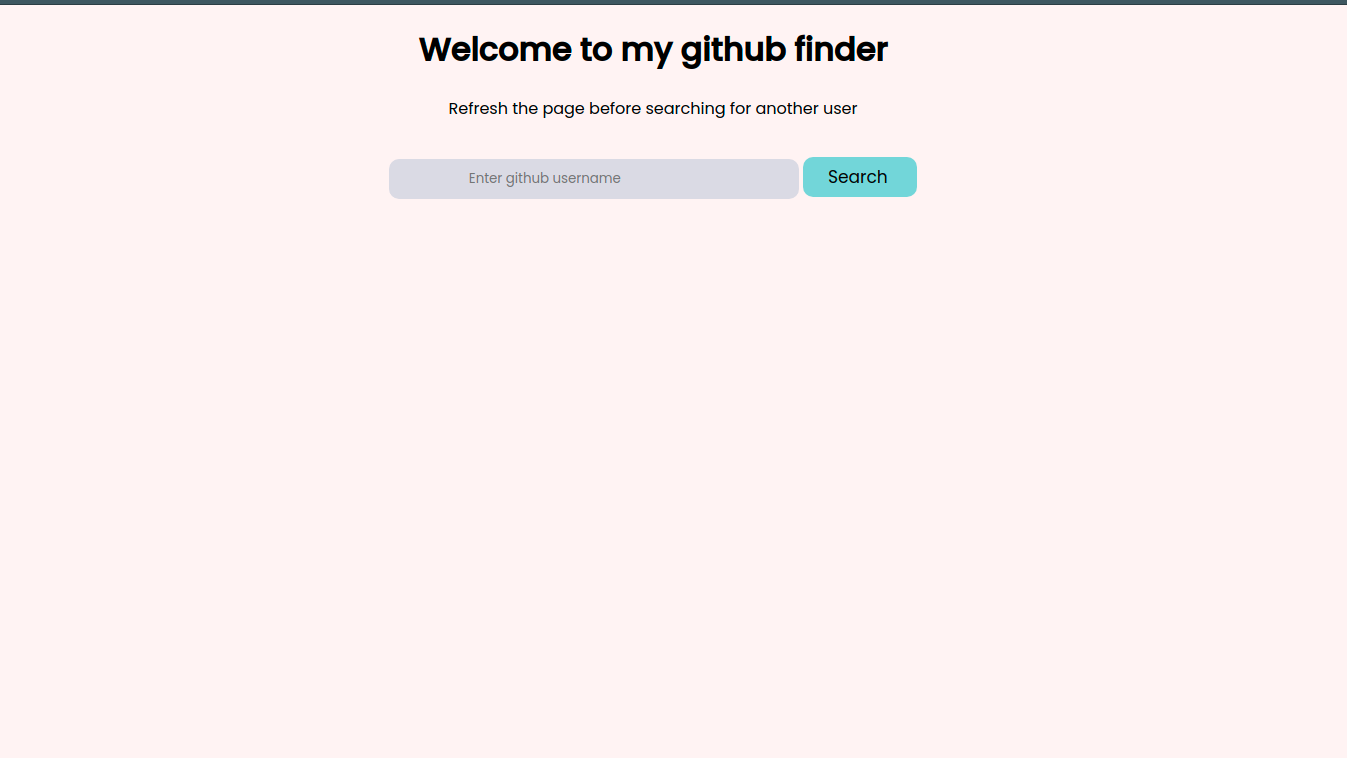 Welcome to my github finder
Refresh the page before searching for another user
Enter github username
Search